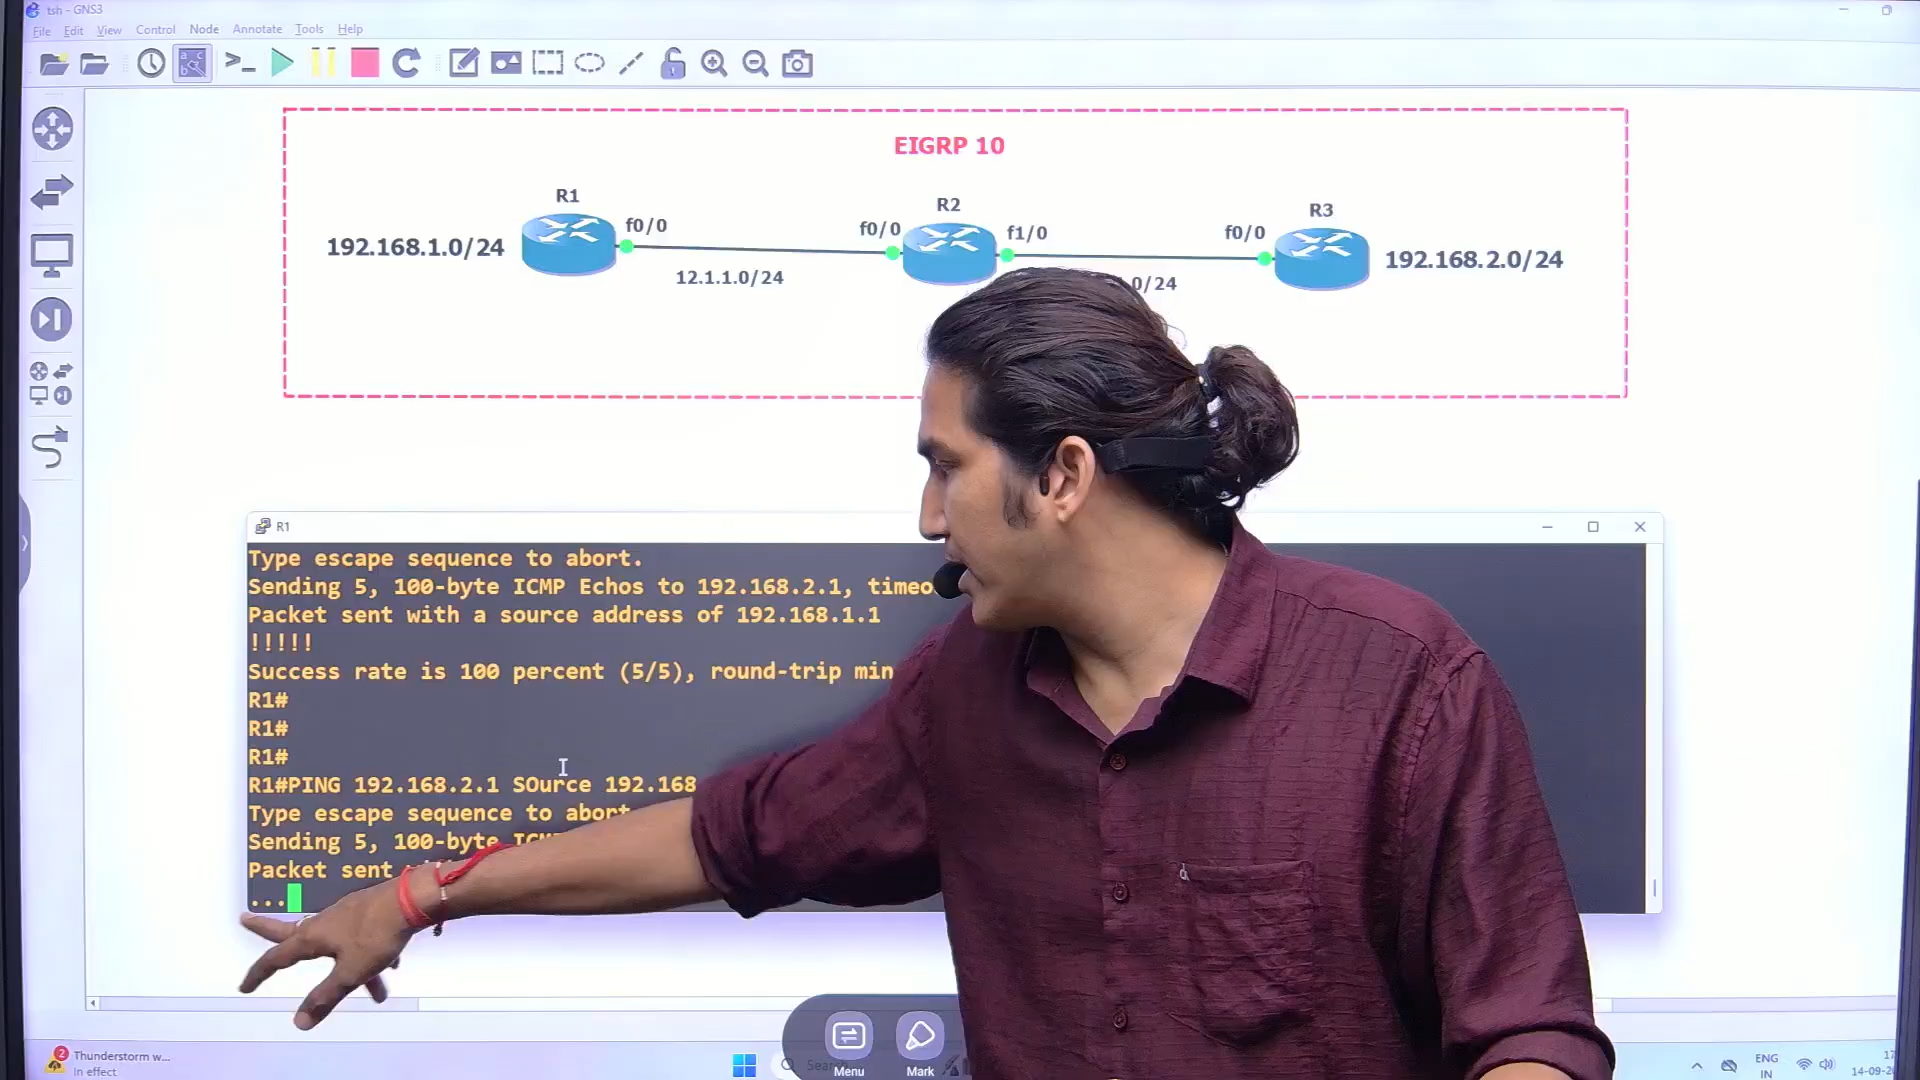 tsh - GNS3
File Edit View Control Node Annotate Tools Help
EIGRP 10
R1
R2
R3
f0/0
f0/0
f1/0
f0/0
192.168.1.0/24
192.168.2.0/24
12.1.1.0/24
.0/24
R1
Type escape sequence to abort.
Sending 5, 100-byte ICMP Echos to 192.168.2.1, timeo
Packet sent with a source address of 192.168.1.1
!!!!!
Success rate is 100 percent (5/5), round-trip min
R1#
R1#
R1#
R1#PING 192.168.2.1 SOurce 192.168
Type escape sequence to abort
Sending 5, 100-byte
Packet sent
...
Thunderstorm w...
In effect
2
Menu
Mark
ENG
IN